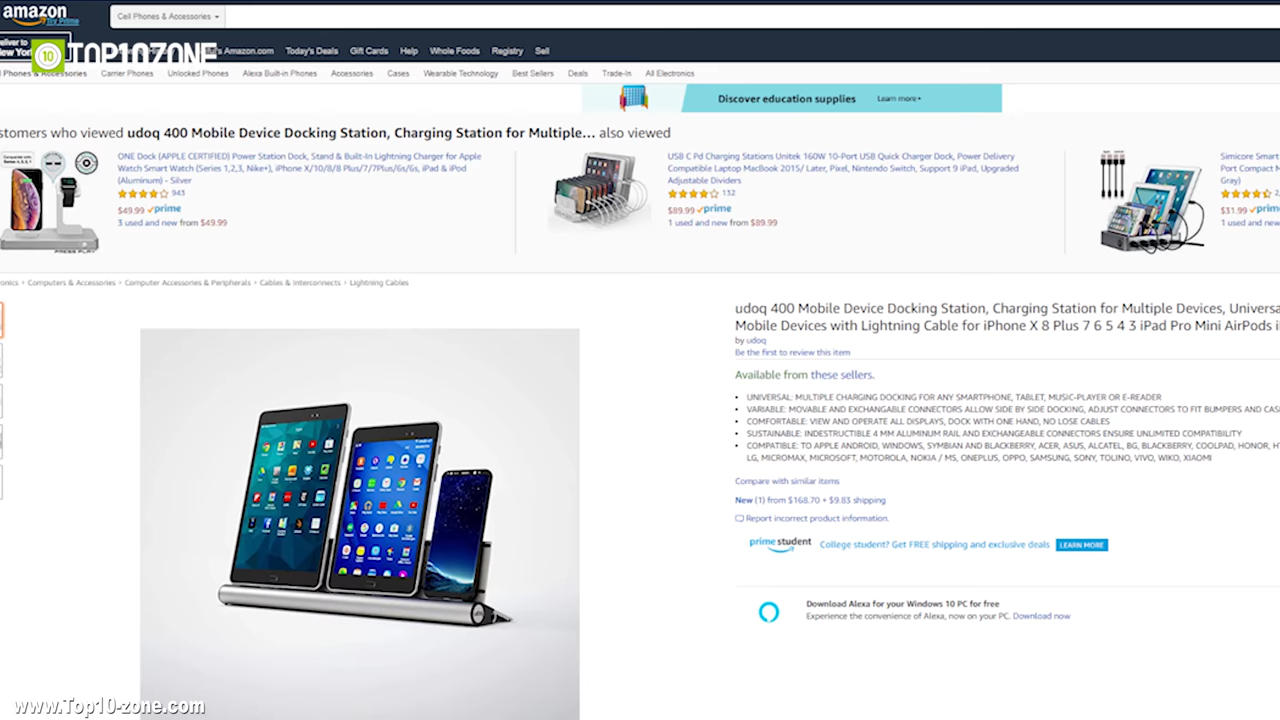 amazon
Try Prime
Cell Phones & Accessories
eliver to
New Yor
TOP10ZONE
10
's Amazon.com Today's Deals Gift Cards Help Whole Foods Registry Sell
l Phones & Accessories Carrier Phones Unlocked Phones Alexa Built-in Phones Accessories Cases Wearable Technology Best Sellers Deals Trade-In All Electronics
Discover education supplies Learn more
stomers who viewed udoq 400 Mobile Device Docking Station, Charging Station for Multiple... also viewed
ONE Dock (APPLE CERTIFIED) Power Station Dock, Stand & Built-In Lightning Charger for Apple
Watch Smart Watch (Series 1,2,3, Nike+), iPhone X/10/8/8 Plus/7/7Plus/6s/6s, iPad & iPod
(Aluminum) - Silver
943
$49.99 prime
3 used and new from $49.99
PRESS PLAY
USB C Pd Charging Stations Unitek 160W 10-Port USB Quick Charger Dock, Power Delivery
Compatible Laptop MacBook 2015/ Later, Pixel, Nintendo Switch, Support 9 iPad, Upgraded
Adjustable Dividers
132
$89.99 prime
1 used and new from $89.99
Simicore Smart
Port Compact M
Gray)
2,
$31.99 prime
1 used and new
ronics › Computers & Accessories › Computer Accessories & Peripherals › Cables & Interconnects › Lightning Cables
udoq 400 Mobile Device Docking Station, Charging Station for Multiple Devices, Universa
Mobile Devices with Lightning Cable for iPhone X 8 Plus 7 6 5 4 3 iPad Pro Mini AirPods i
by udoq
Be the first to review this item
Available from these sellers.
• UNIVERSAL: MULTIPLE CHARGING DOCKING FOR ANY SMARTPHONE, TABLET, MUSIC-PLAYER OR E-READER
• VARIABLE: MOVABLE AND EXCHANGABLE CONNECTORS ALLOW SIDE BY SIDE DOCKING, ADJUST CONNECTORS TO FIT BUMPERS AND CAS
• COMFORTABLE: VIEW AND OPERATE ALL DISPLAYS, DOCK WITH ONE HAND, NO LOSE CABLES
• SUSTAINABLE: INDESTRUCTIBLE 4 MM ALUMINUM RAIL AND EXCHANGEABLE CONNECTORS ENSURE UNLIMITED COMPATIBILITY
• COMPATIBLE: TO APPLE ANDROID, WINDOWS, SYMBIAN AND BLACKBERRY, ACER, ASUS, ALCATEL, BG, BLACKBERRY, COOLPAD, HONOR, HT
LG, MICROMAX, MICROSOFT, MOTOROLA, NOKIA / MS, ONEPLUS, OPPO, SAMSUNG, SONY, TOLINO, VIVO, WIKO, XIAOMI
Compare with similar items
New (1) from $168.70 + $9.83 shipping
Report incorrect product information.
prime student College student? Get FREE shipping and exclusive deals LEARN MORE
Download Alexa for your Windows 10 PC for free
Experience the convenience of Alexa, now on your PC. Download now
www.Top10-zone.com